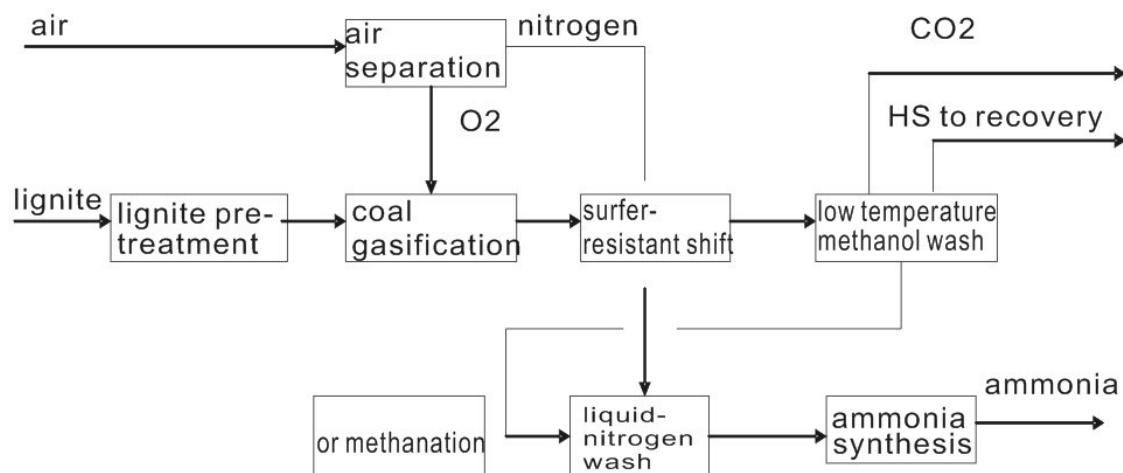 air
air
separation
nitrogen
CO2
O2
HS to recovery
lignite
lignite pre-
treatment
coal
gasification
surfer-
resistant shift
low temperature
methanol wash
or methanation
liquid-
nitrogen
wash
ammonia
synthesis
ammonia